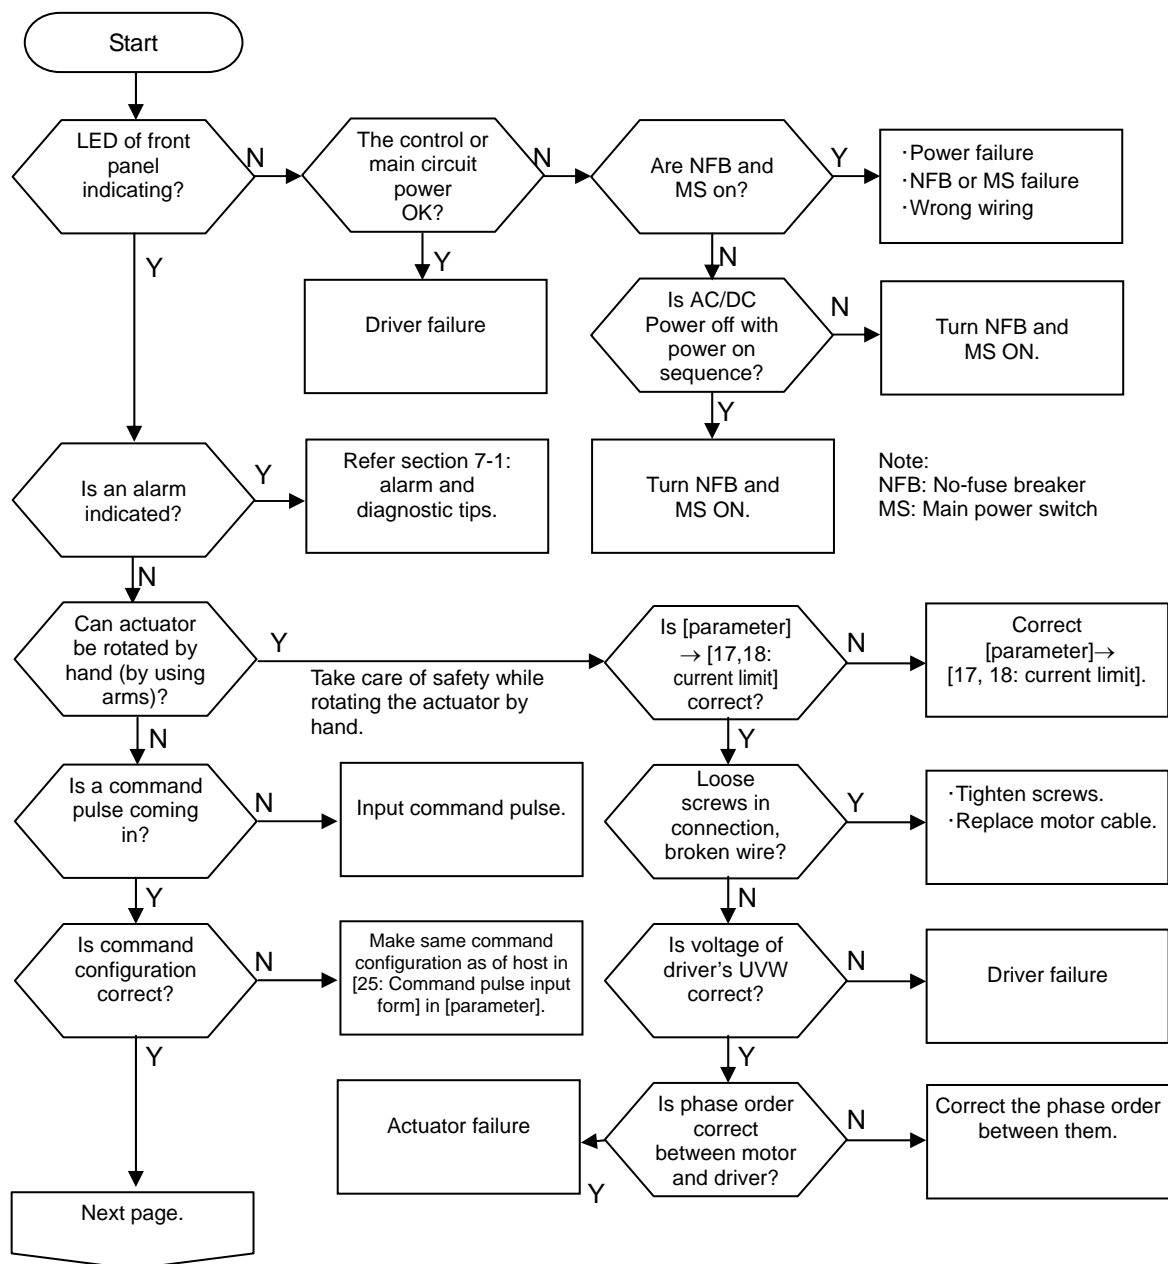 Start
LED of front
panel
indicating?
N
The control or
main circuit
power
OK?
N
Are NFB and
MS on?
Y
·Power failure
·NFB or MS failure
·Wrong wiring
Y
Y
Driver failure
N
Is AC/DC
Power off with
power on
sequence?
N
Turn NFB and
MS ON.
Y
Turn NFB and
MS ON.
Note:
NFB: No-fuse breaker
MS: Main power switch
Is an alarm
indicated?
Y
Refer section 7-1:
alarm and
diagnostic tips.
N
Can actuator
be rotated by
hand (by using
arms)?
Y
Take care of safety while
rotating the actuator by
hand.
Is [parameter]
→ [17,18:
current limit]
correct?
N
Correct
[parameter]→
[17, 18: current limit].
N
Y
Is a command
pulse coming
in?
N
Input command pulse.
Loose
screws in
connection,
broken wire?
Y
·Tighten screws.
·Replace motor cable.
Y
N
Is command
configuration
correct?
N
Make same command
configuration as of host in
[25: Command pulse input
form] in [parameter].
Is voltage of
driver's UVW
correct?
N
Driver failure
Y
Y
Actuator failure
Is phase order
correct
between motor
and driver?
N
Correct the phase order
between them.
Y
Next page.